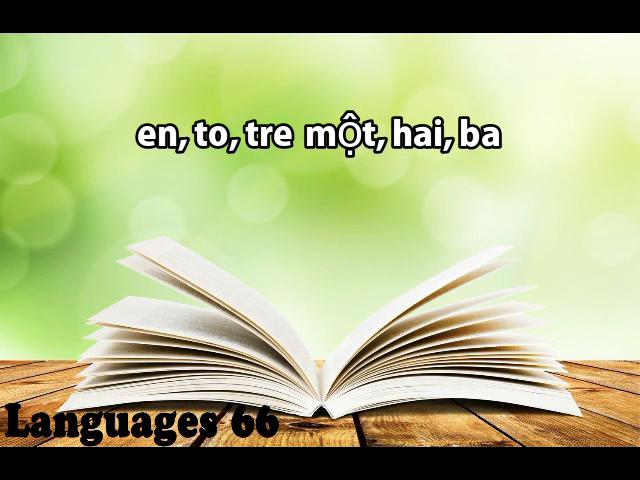 en, to, tre một, hai, ba
Languages 66